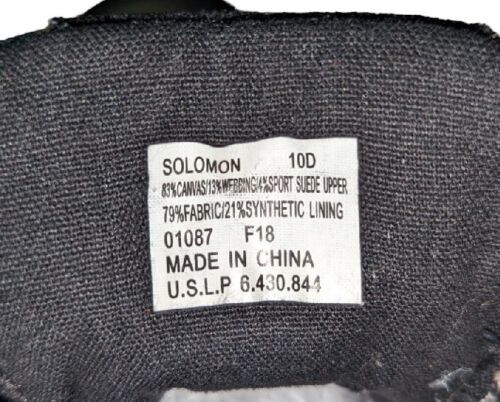 SOLOMON 10D
83%CANVAS/13%WEBBING/4%SPORT SUEDE UPPER
79%FABRIC/21%SYNTHETIC LINING
01087 F18
MADE IN CHINA
U.S.L.P 6.430.844